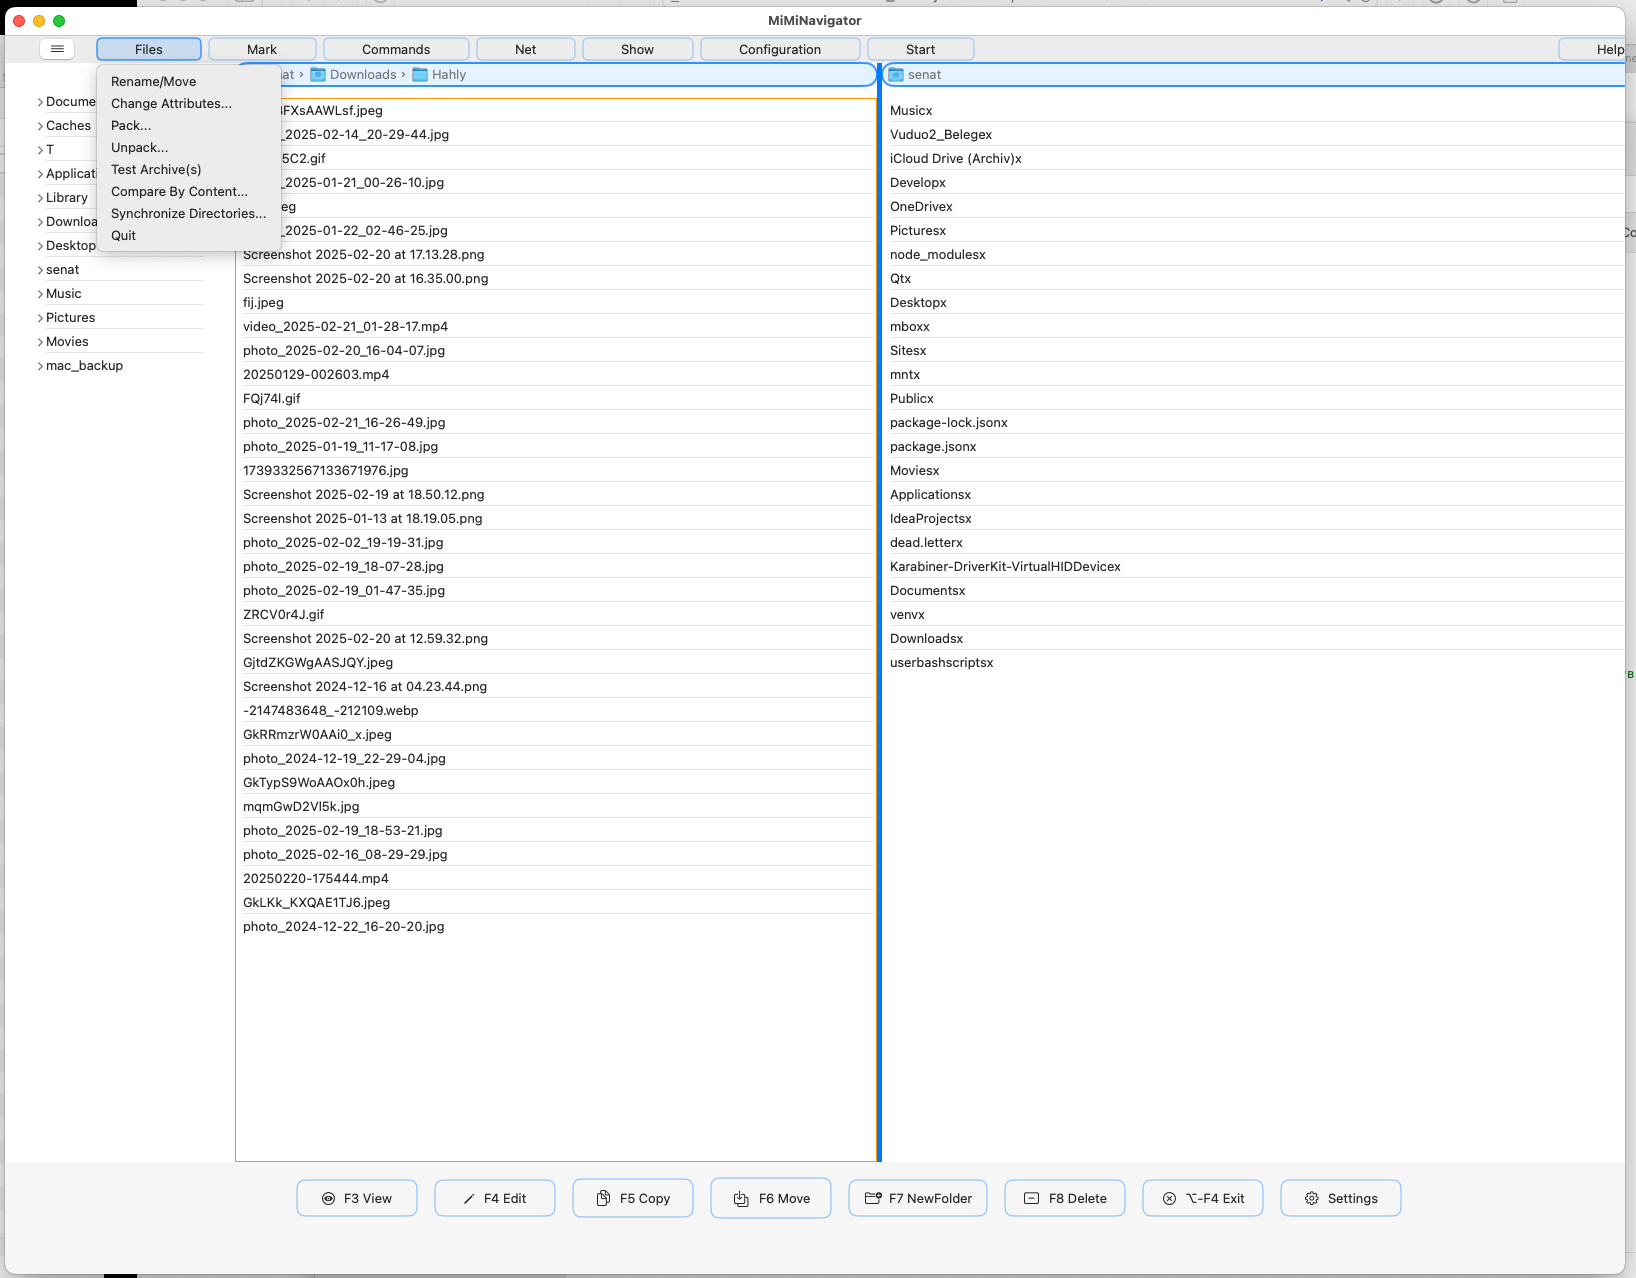 MiMiNavigator
Files
Mark
Commands
Net
Show
Configuration
Start
Help
Rename/Move
Change Attributes...
Pack...
Unpack...
Test Archive(s)
Compare By Content...
Synchronize Directories...
Quit
Caches
T
Library
Desktop
senat
Music
Pictures
Movies
mac_backup
Downloads › Hahly
FXsAAWLsf.jpeg
_2025-02-14_20-29-44.jpg
5C2.gif
_2025-01-21_00-26-10.jpg
eg
_2025-01-22_02-46-25.jpg
Screenshot 2025-02-20 at 17.13.28.png
Screenshot 2025-02-20 at 16.35.00.png
fij.jpeg
video_2025-02-21_01-28-17.mp4
photo_2025-02-20_16-04-07.jpg
20250129-002603.mp4
FQj74I.gif
photo_2025-02-21_16-26-49.jpg
photo_2025-01-19_11-17-08.jpg
1739332567133671976.jpg
Screenshot 2025-02-19 at 18.50.12.png
Screenshot 2025-01-13 at 18.19.05.png
photo_2025-02-02_19-19-31.jpg
photo_2025-02-19_18-07-28.jpg
photo_2025-02-19_01-47-35.jpg
ZRCV0r4J.gif
Screenshot 2025-02-20 at 12.59.32.png
GjtdZKGWgAASJQY.jpeg
Screenshot 2024-12-16 at 04.23.44.png
-2147483648_-212109.webp
GkRRmzrW0AAi0_x.jpeg
photo_2024-12-19_22-29-04.jpg
GkTypS9WoAAOx0h.jpeg
mqmGwD2Vl5k.jpg
photo_2025-02-19_18-53-21.jpg
photo_2025-02-16_08-29-29.jpg
20250220-175444.mp4
GkLKk_KXQAE1TJ6.jpeg
photo_2024-12-22_16-20-20.jpg
senat
Musicx
Vuduo2_Belegex
iCloud Drive (Archiv)x
Developx
OneDrivex
Picturesx
node_modulesx
Qtx
Desktopx
mboxx
Sitesx
mntx
Publicx
package-lock.jsonx
package.jsonx
Moviesx
Applicationsx
IdeaProjectsx
dead.letterx
Karabiner-DriverKit-VirtualHIDDevicex
Documentsx
venvx
Downloadsx
userbashscriptsx
F3 View
F4 Edit
F5 Copy
F6 Move
F7 NewFolder
F8 Delete
⌥-F4 Exit
Settings